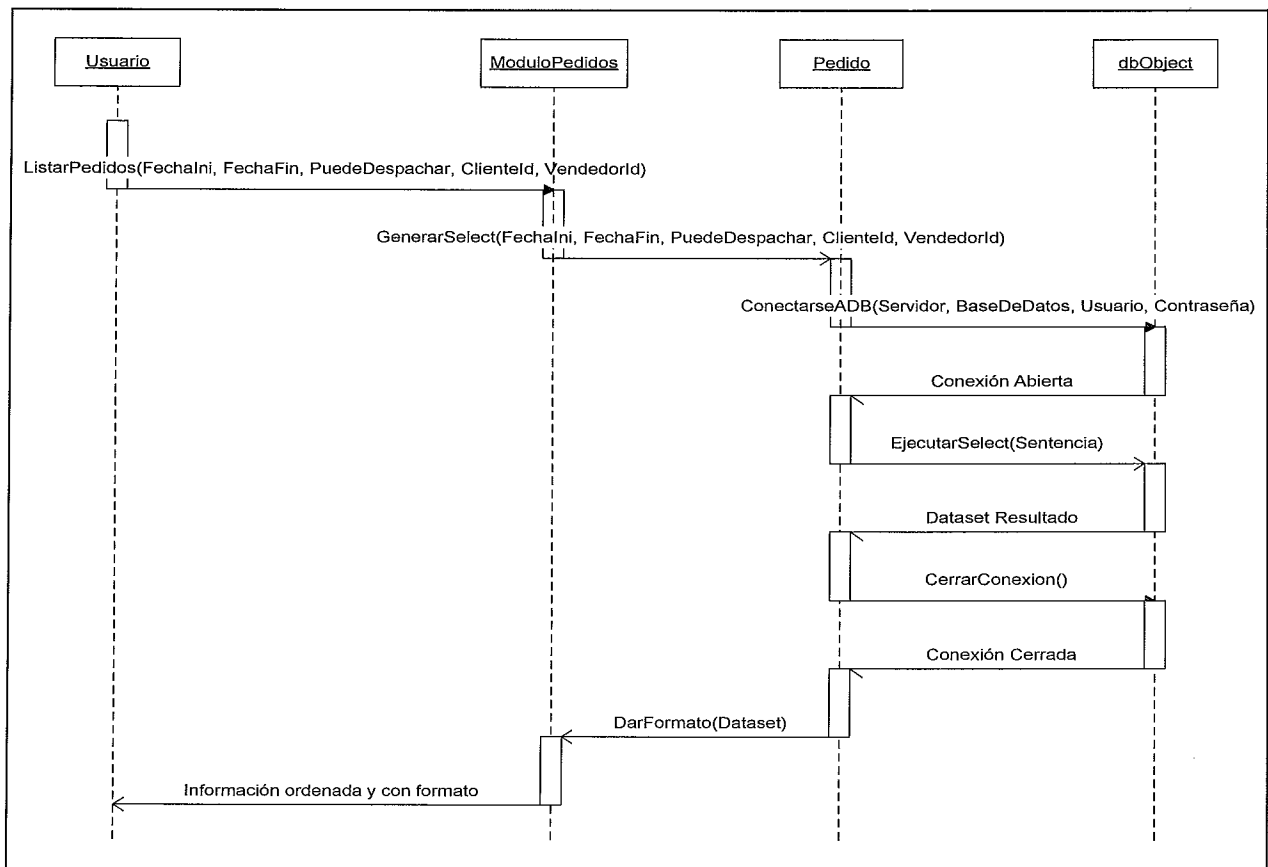 Usuario
ModuloPedidos
Pedido
dbObject
ListarPedidos(FechaIni, FechaFin, PuedeDespachar, ClienteId, VendedorId)
GenerarSelect(FechaIni, FechaFin, PuedeDespachar, ClienteId, VendedorId)
ConectarseADB(Servidor, BaseDeDatos, Usuario, Contraseña)
Conexión Abierta
EjecutarSelect(Sentencia)
Dataset Resultado
CerrarConexion()
Conexión Cerrada
DarFormato(Dataset)
Información ordenada y con formato